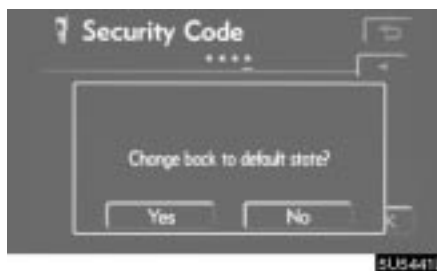 Security Code
****
Change back to default state?
Yes No
5U5441